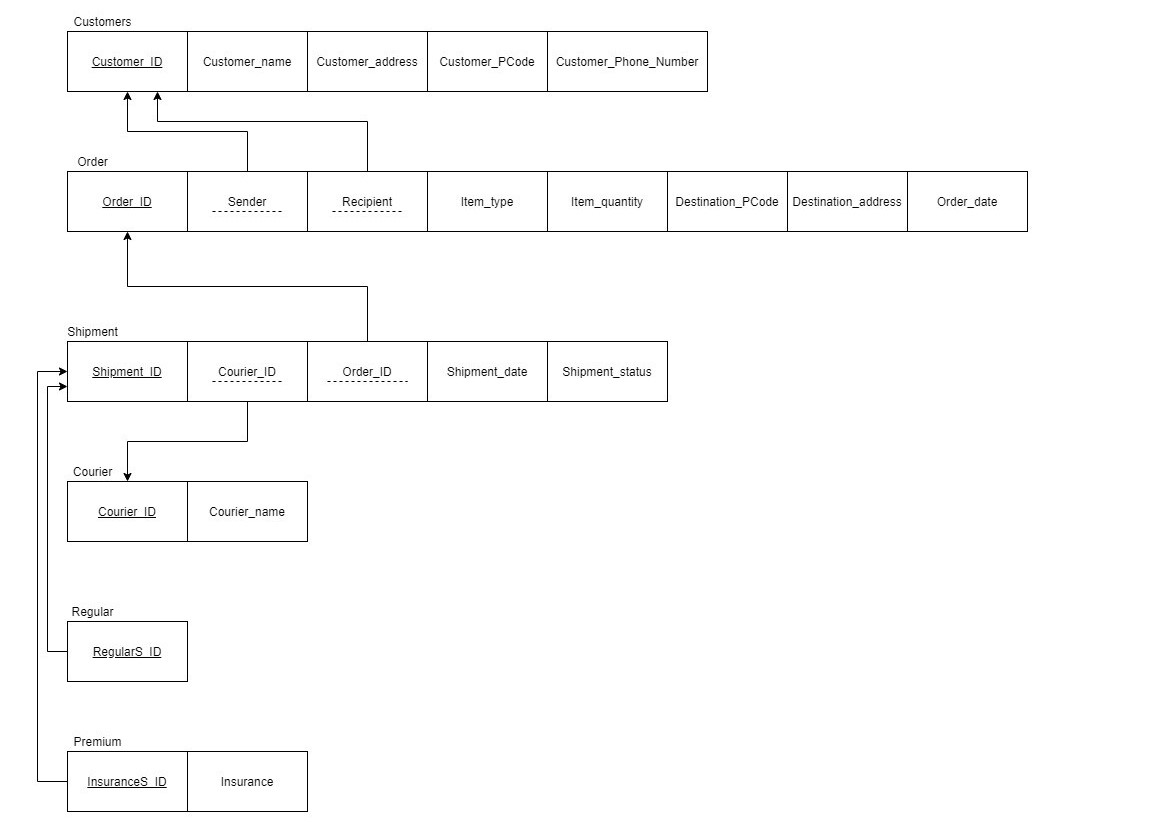 Customers
Customer_ID Customer_name Customer_address Customer_PCode Customer_Phone_Number
Order
Order_ID Sender Recipient Item_type Item_quantity Destination_PCode Destination_address Order_date
Shipment
Shipment_ID Courier_ID Order_ID Shipment_date Shipment_status
Courier
Courier_ID Courier_name
Regular
RegularS_ID
Premium
InsuranceS_ID Insurance